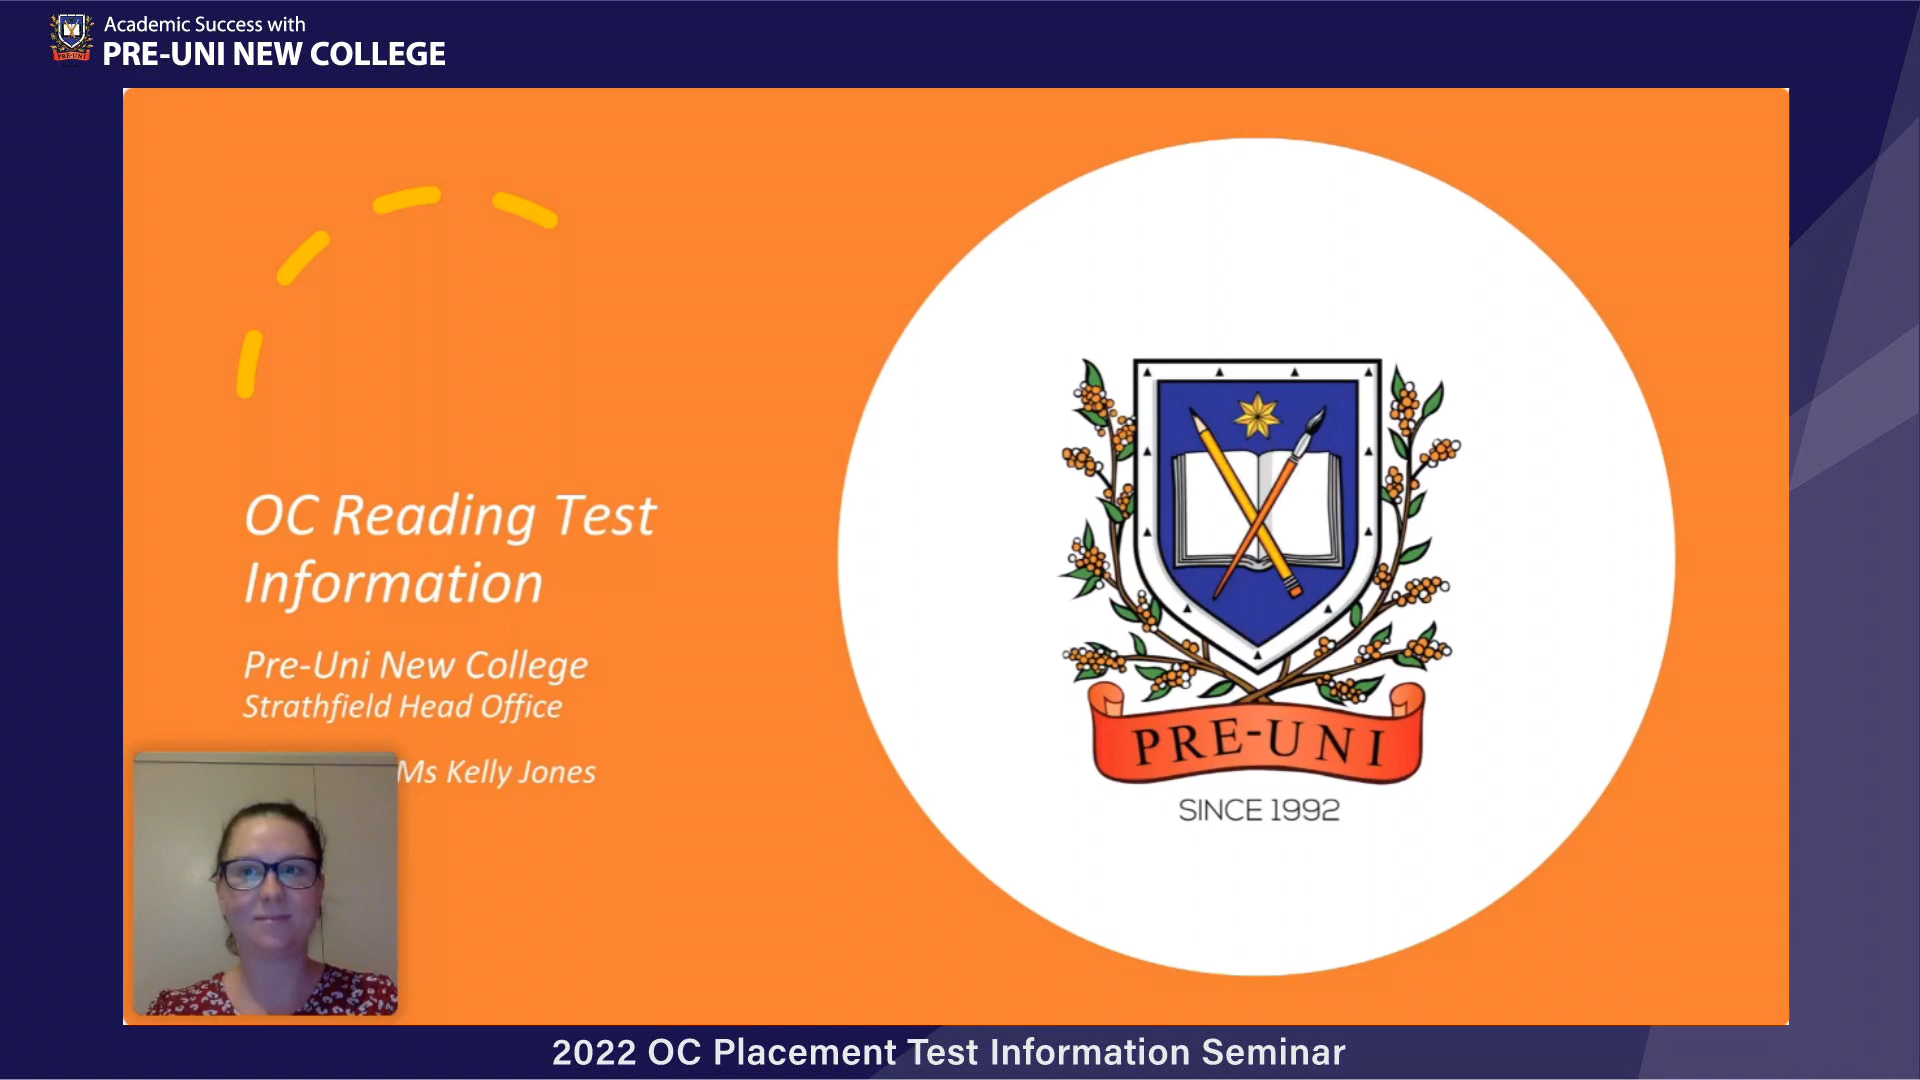 Academic Success with
PRE-UNI NEW COLLEGE
OC Reading Test
Information
Pre-Uni New College
Strathfield Head Office
Ms Kelly Jones
PRE-UNI
SINCE 1992
2022 OC Placement Test Information Seminar